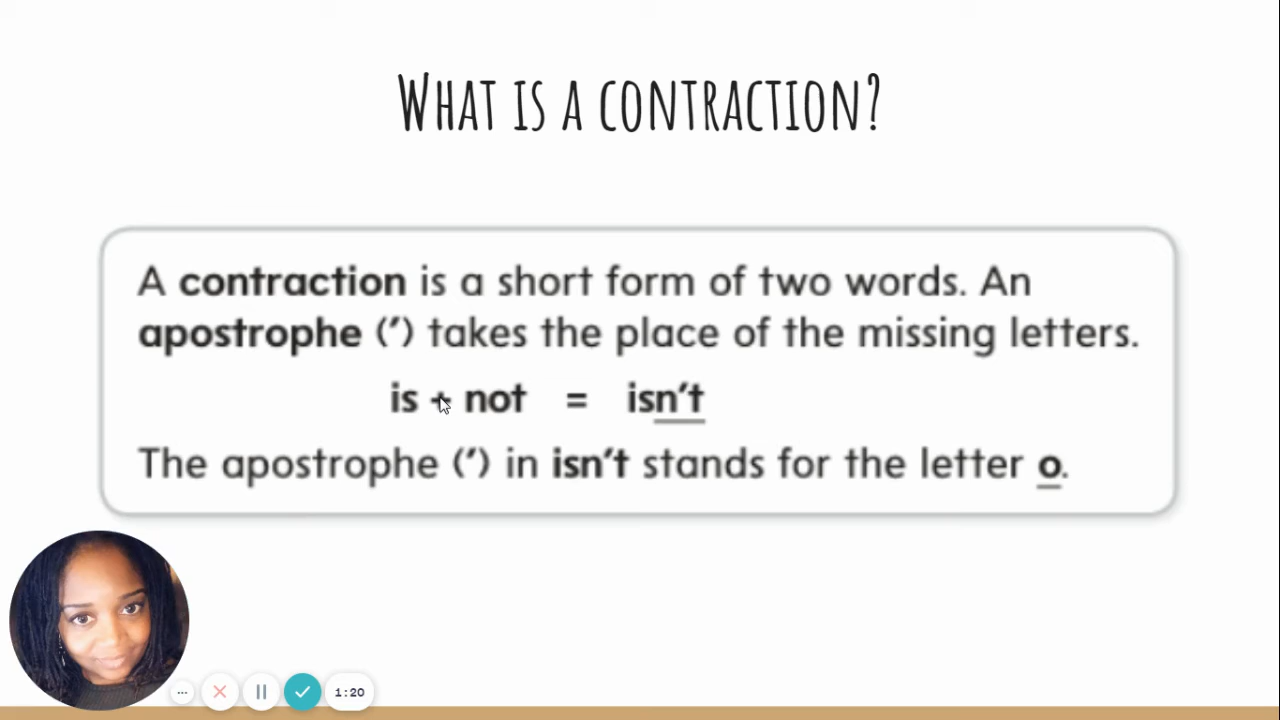 What is a contraction?
A contraction is a short form of two words. An
apostrophe (′) takes the place of the missing letters.
is + not = isn′t
The apostrophe (′) in isn′t stands for the letter o.
1:20